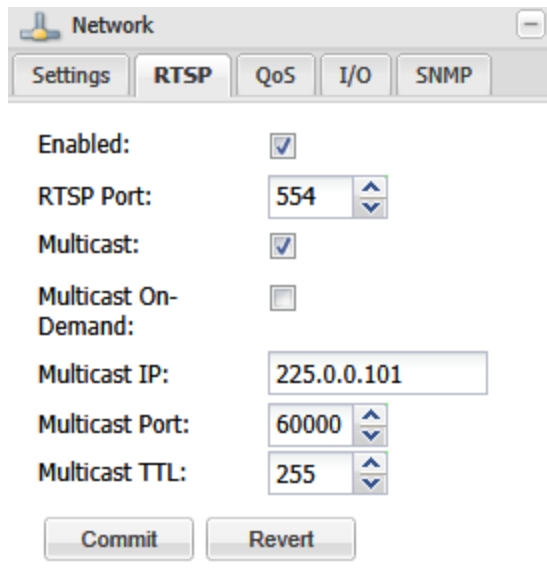 Network
Settings RTSP QoS I/O SNMP
Enabled:
RTSP Port: 554
Multicast:
Multicast On-
Demand:
Multicast IP: 225.0.0.101
Multicast Port: 60000
Multicast TTL: 255
Commit Revert